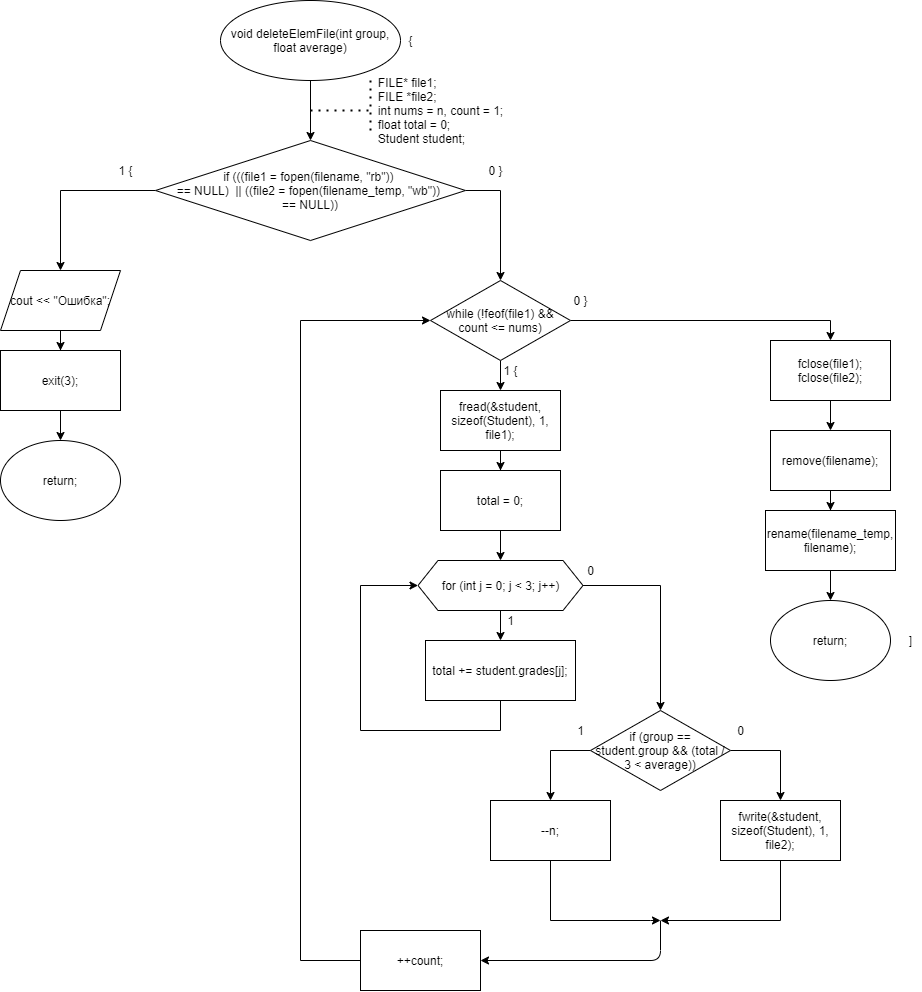 void deleteElemFile(int group,
float average)
{
FILE* file1;
FILE *file2;
int nums = n, count = 1;
float total = 0;
Student student;
1 {
if (((file1 = fopen(filename, "rb"))
== NULL) || ((file2 = fopen(filename_temp, "wb"))
== NULL))
0 }
cout << "Ошибка";
exit(3);
return;
while (!feof(file1) &&
count <= nums)
0 }
1 {
fread(&student,
sizeof(Student), 1,
file1);
total = 0;
for (int j = 0; j < 3; j++)
0
1
total += student.grades[j];
if (group ==
student.group && (total /
3 < average))
1
0
--n;
fwrite(&student,
sizeof(Student), 1,
file2);
++count;
fclose(file1);
fclose(file2);
remove(filename);
rename(filename_temp,
filename);
return;
]